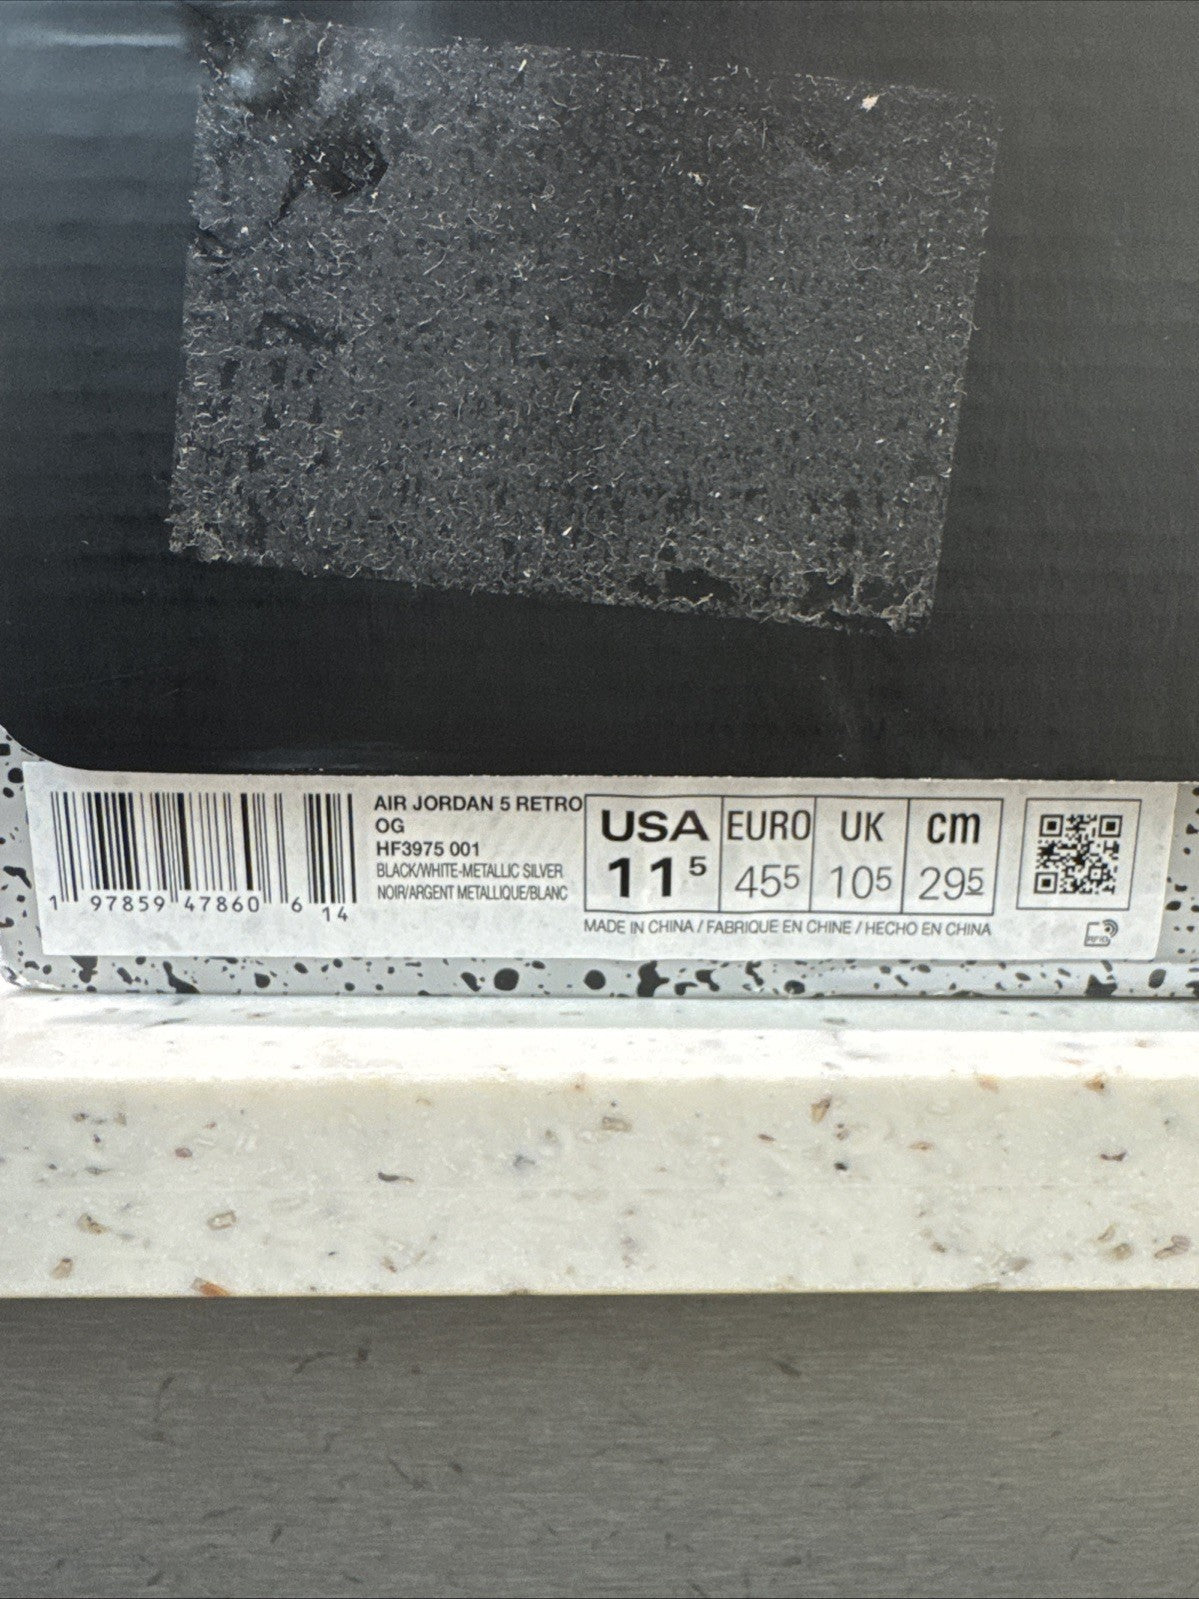 AIR JORDAN 5 RETRO
OG
HF3975 001
BLACK/WHITE-METALLIC SILVER
NOIR/ARGENT METALLIQUE/BLANC
1 97859 47860 6 14
USA EURO UK cm
11 5 45 5 10 5 29 5
MADE IN CHINA / FABRIQUE EN CHINE / HECHO EN CHINA
RFID